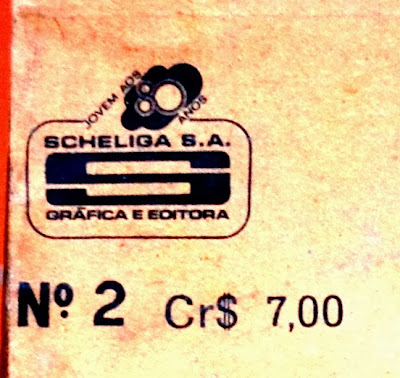 JOVEM AOS 80 ANOS
SCHELIGA S.A.
S
GRÁFICA E EDITORA
Nº 2 Cr$ 7,00